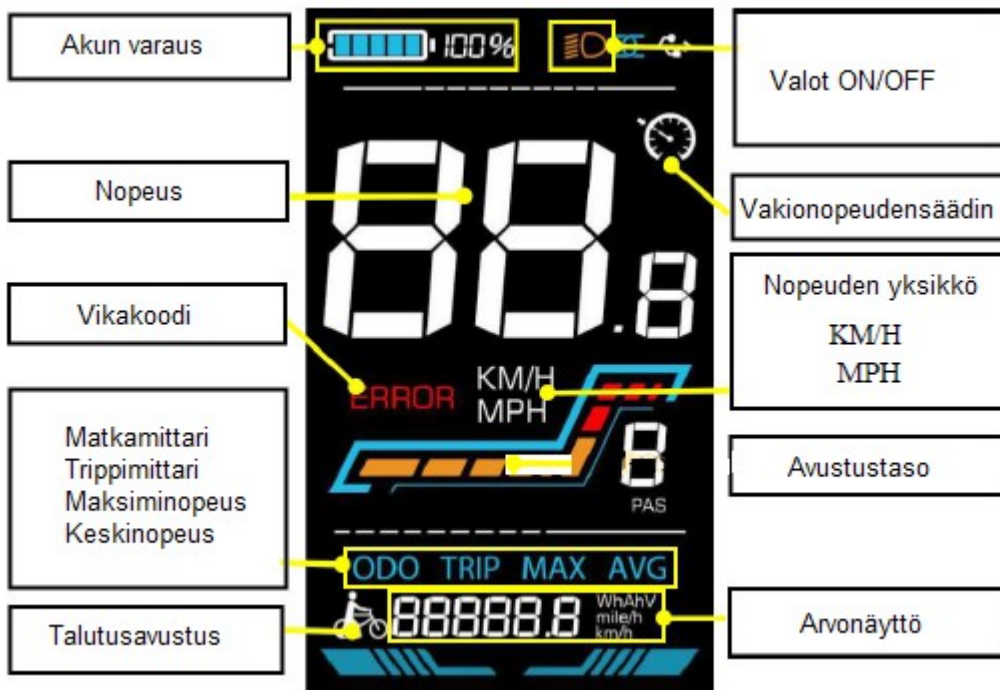 Akun varaus
100%
Valot ON/OFF
Nopeus
88.8
Vakionopeudensäädin
Nopeuden yksikkö
KM/H
MPH
Vikakoodi
ERROR
KM/H
MPH
Matkamittari
Trippimittari
Maksiminopeus
Keskinopeus
8
PAS
Avustustaso
ODO TRIP MAX AVG
Talutusavustus
88888.8
WhAhV
mile/h
km/h
Arvonäyttö